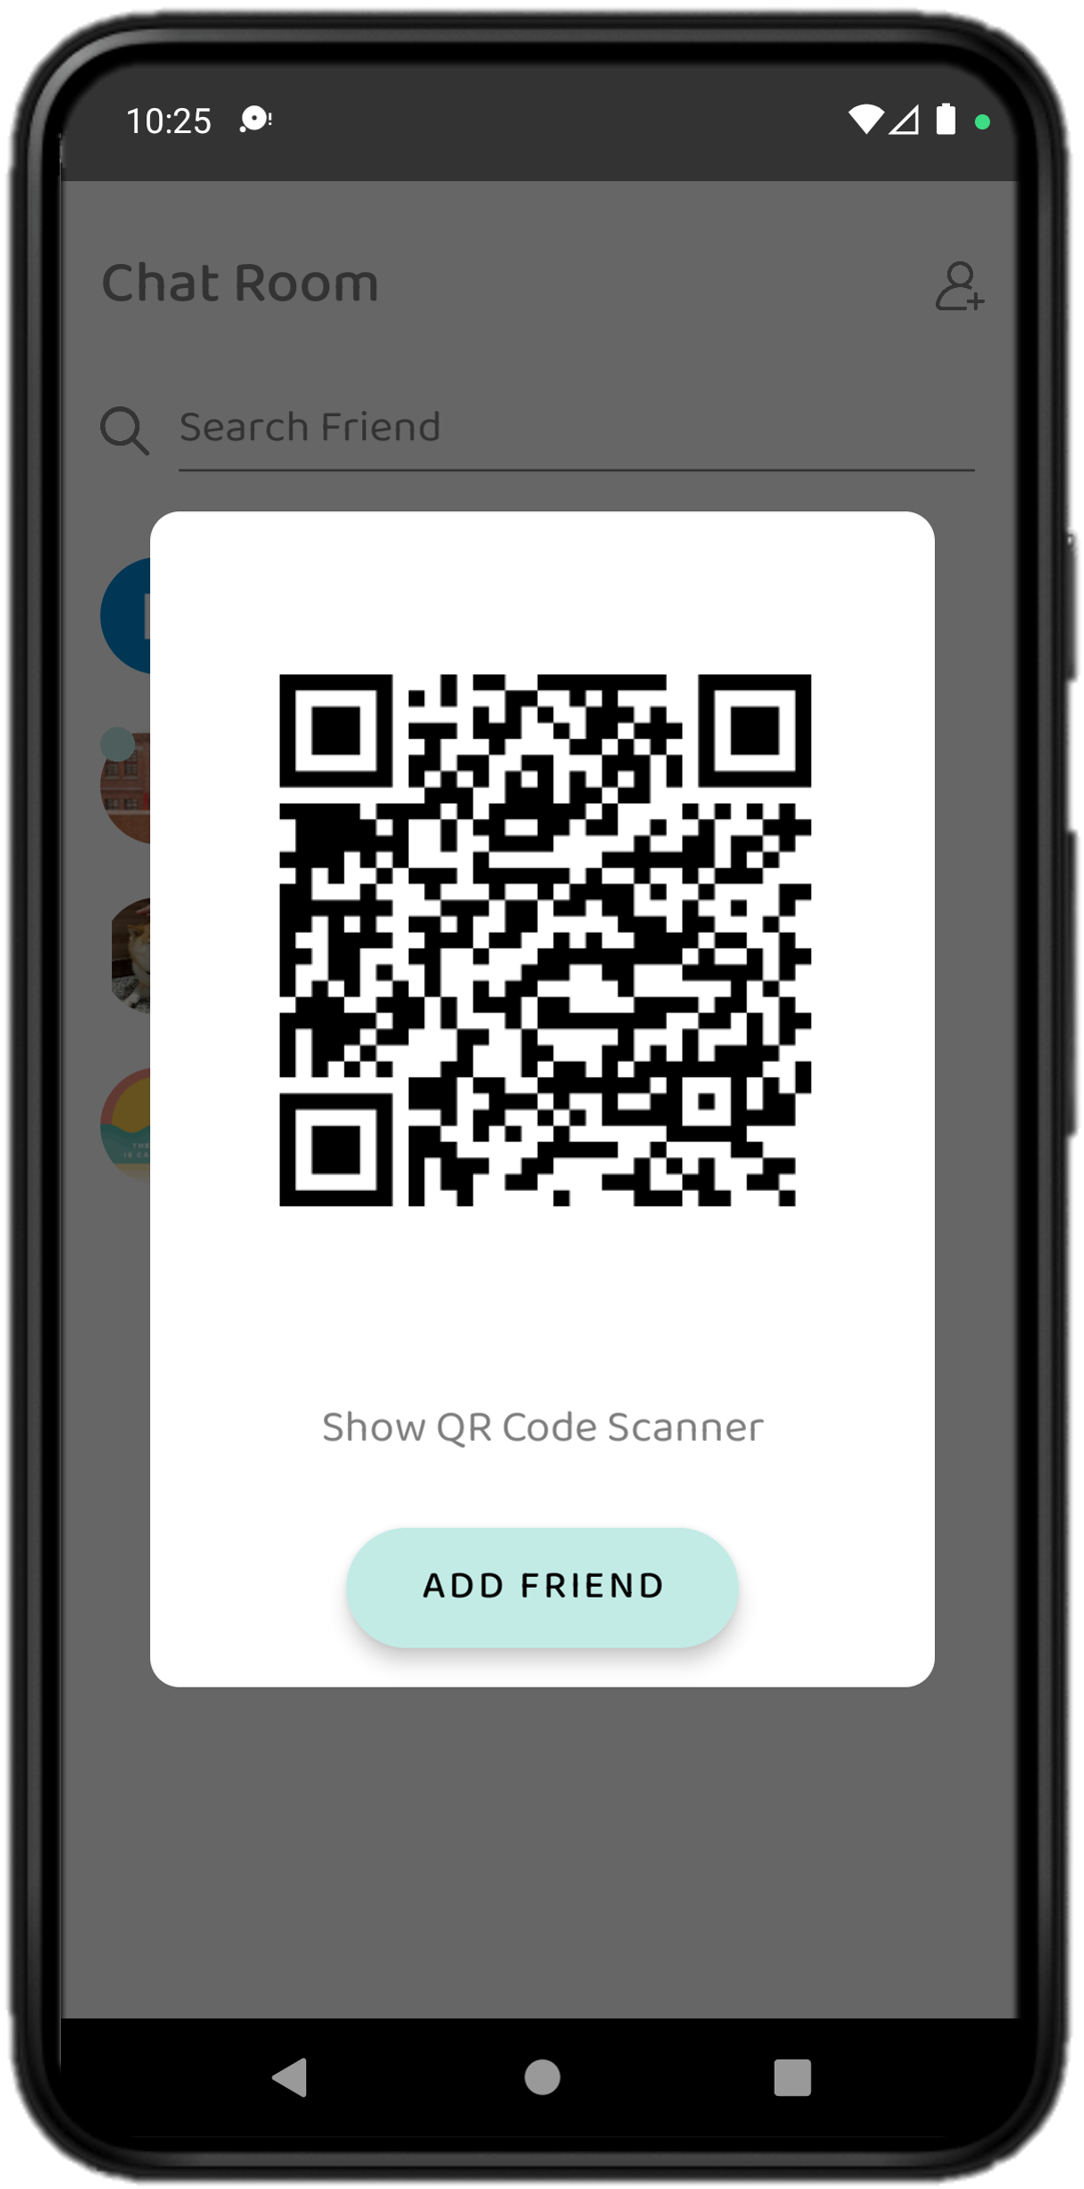 10:25
Chat Room
Search Friend
Show QR Code Scanner
ADD FRIEND